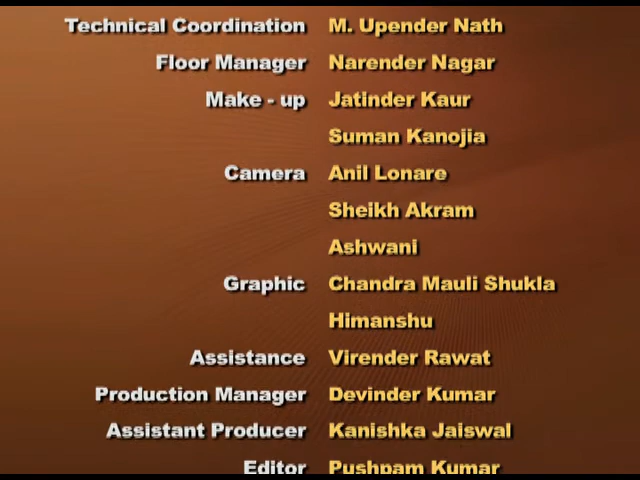 Technical Coordination M. Upender Nath
Floor Manager Narender Nagar
Make - up Jatinder Kaur
Suman Kanojia
Camera Anil Lonare
Sheikh Akram
Ashwani
Graphic Chandra Mauli Shukla
Himanshu
Assistance Virender Rawat
Production Manager Devinder Kumar
Assistant Producer Kanishka Jaiswal
Editor Pushpam Kumar